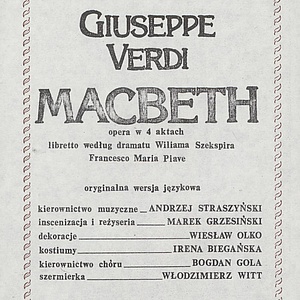 GIUSEPPE
VERDI
MACBETH
opera w 4 aktach
libretto według dramatu Wiliama Szekspira
Francesco Maria Piave
oryginalna wersja językowa
kierownictwo muzyczne ANDRZEJ STRASZYŃSKI
inscenizacja i reżyseria MAREK GRZESIŃSKI
dekoracje WIESŁAW OLKO
kostiumy IRENA BIEGAŃSKA
kierownictwo chóru BOGDAN GOLA
szermierka WŁODZIMIERZ WITT